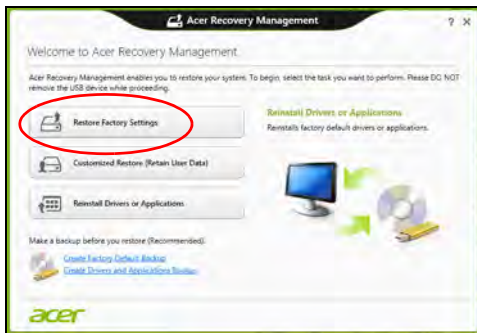 Acer Recovery Management
? X
Welcome to Acer Recovery Management
Acer Recovery Management enables you to restore your system. To begin, select the task you want to perform. Please DO NOT
remove the USB device while proceeding.
Restore Factory Settings
Reinstall Drivers or Applications
Reinstalls factory default drivers or applications.
Customized Restore (Retain User Data)
Reinstall Drivers or Applications
Make a backup before you restore (Recommended).
Create Factory Default Backup
Create Drivers and Applications Backup
acer